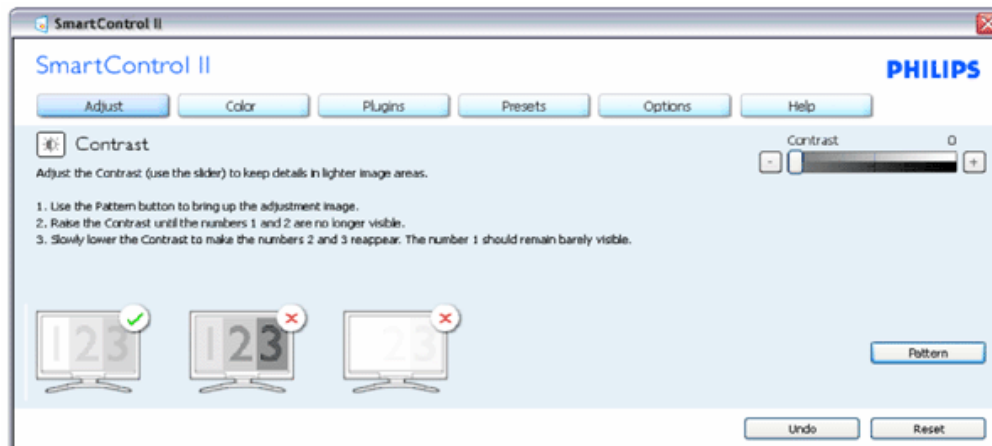 SmartControl II
SmartControl II
PHILIPS
Adjust Color Plugins Presets Options Help
Contrast
Contrast 0
- +
Adjust the Contrast (use the slider) to keep details in lighter image areas.
1. Use the Pattern button to bring up the adjustment image.
2. Raise the Contrast until the numbers 1 and 2 are no longer visible.
3. Slowly lower the Contrast to make the numbers 2 and 3 reappear. The number 1 should remain barely visible.
123 123 23
Pattern
Undo Reset